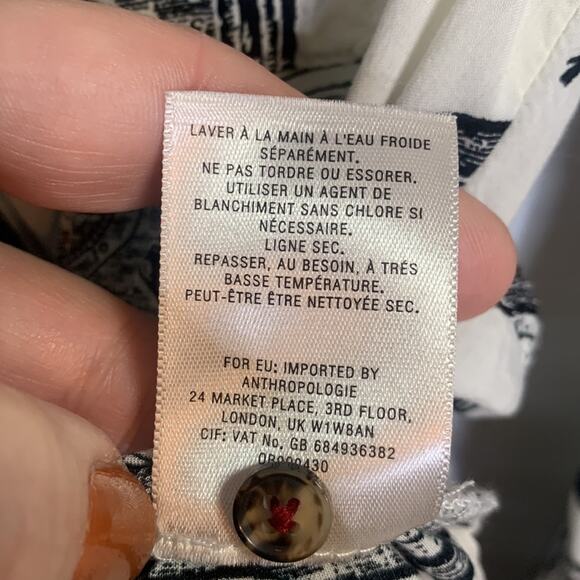 LAVER À LA MAIN À L'EAU FROIDE
SÉPARÉMENT.
NE PAS TORDRE OU ESSORER.
UTILISER UN AGENT DE
BLANCHIMENT SANS CHLORE SI
NÉCESSAIRE.
LIGNE SEC.
REPASSER, AU BESOIN, À TRÉS
BASSE TEMPÉRATURE.
PEUT-ÊTRE ÊTRE NETTOYÉE SEC.
FOR EU: IMPORTED BY
ANTHROPOLOGIE
24 MARKET PLACE, 3RD FLOOR,
LONDON, UK W1W8AN
CIF: VAT No, GB 684936382